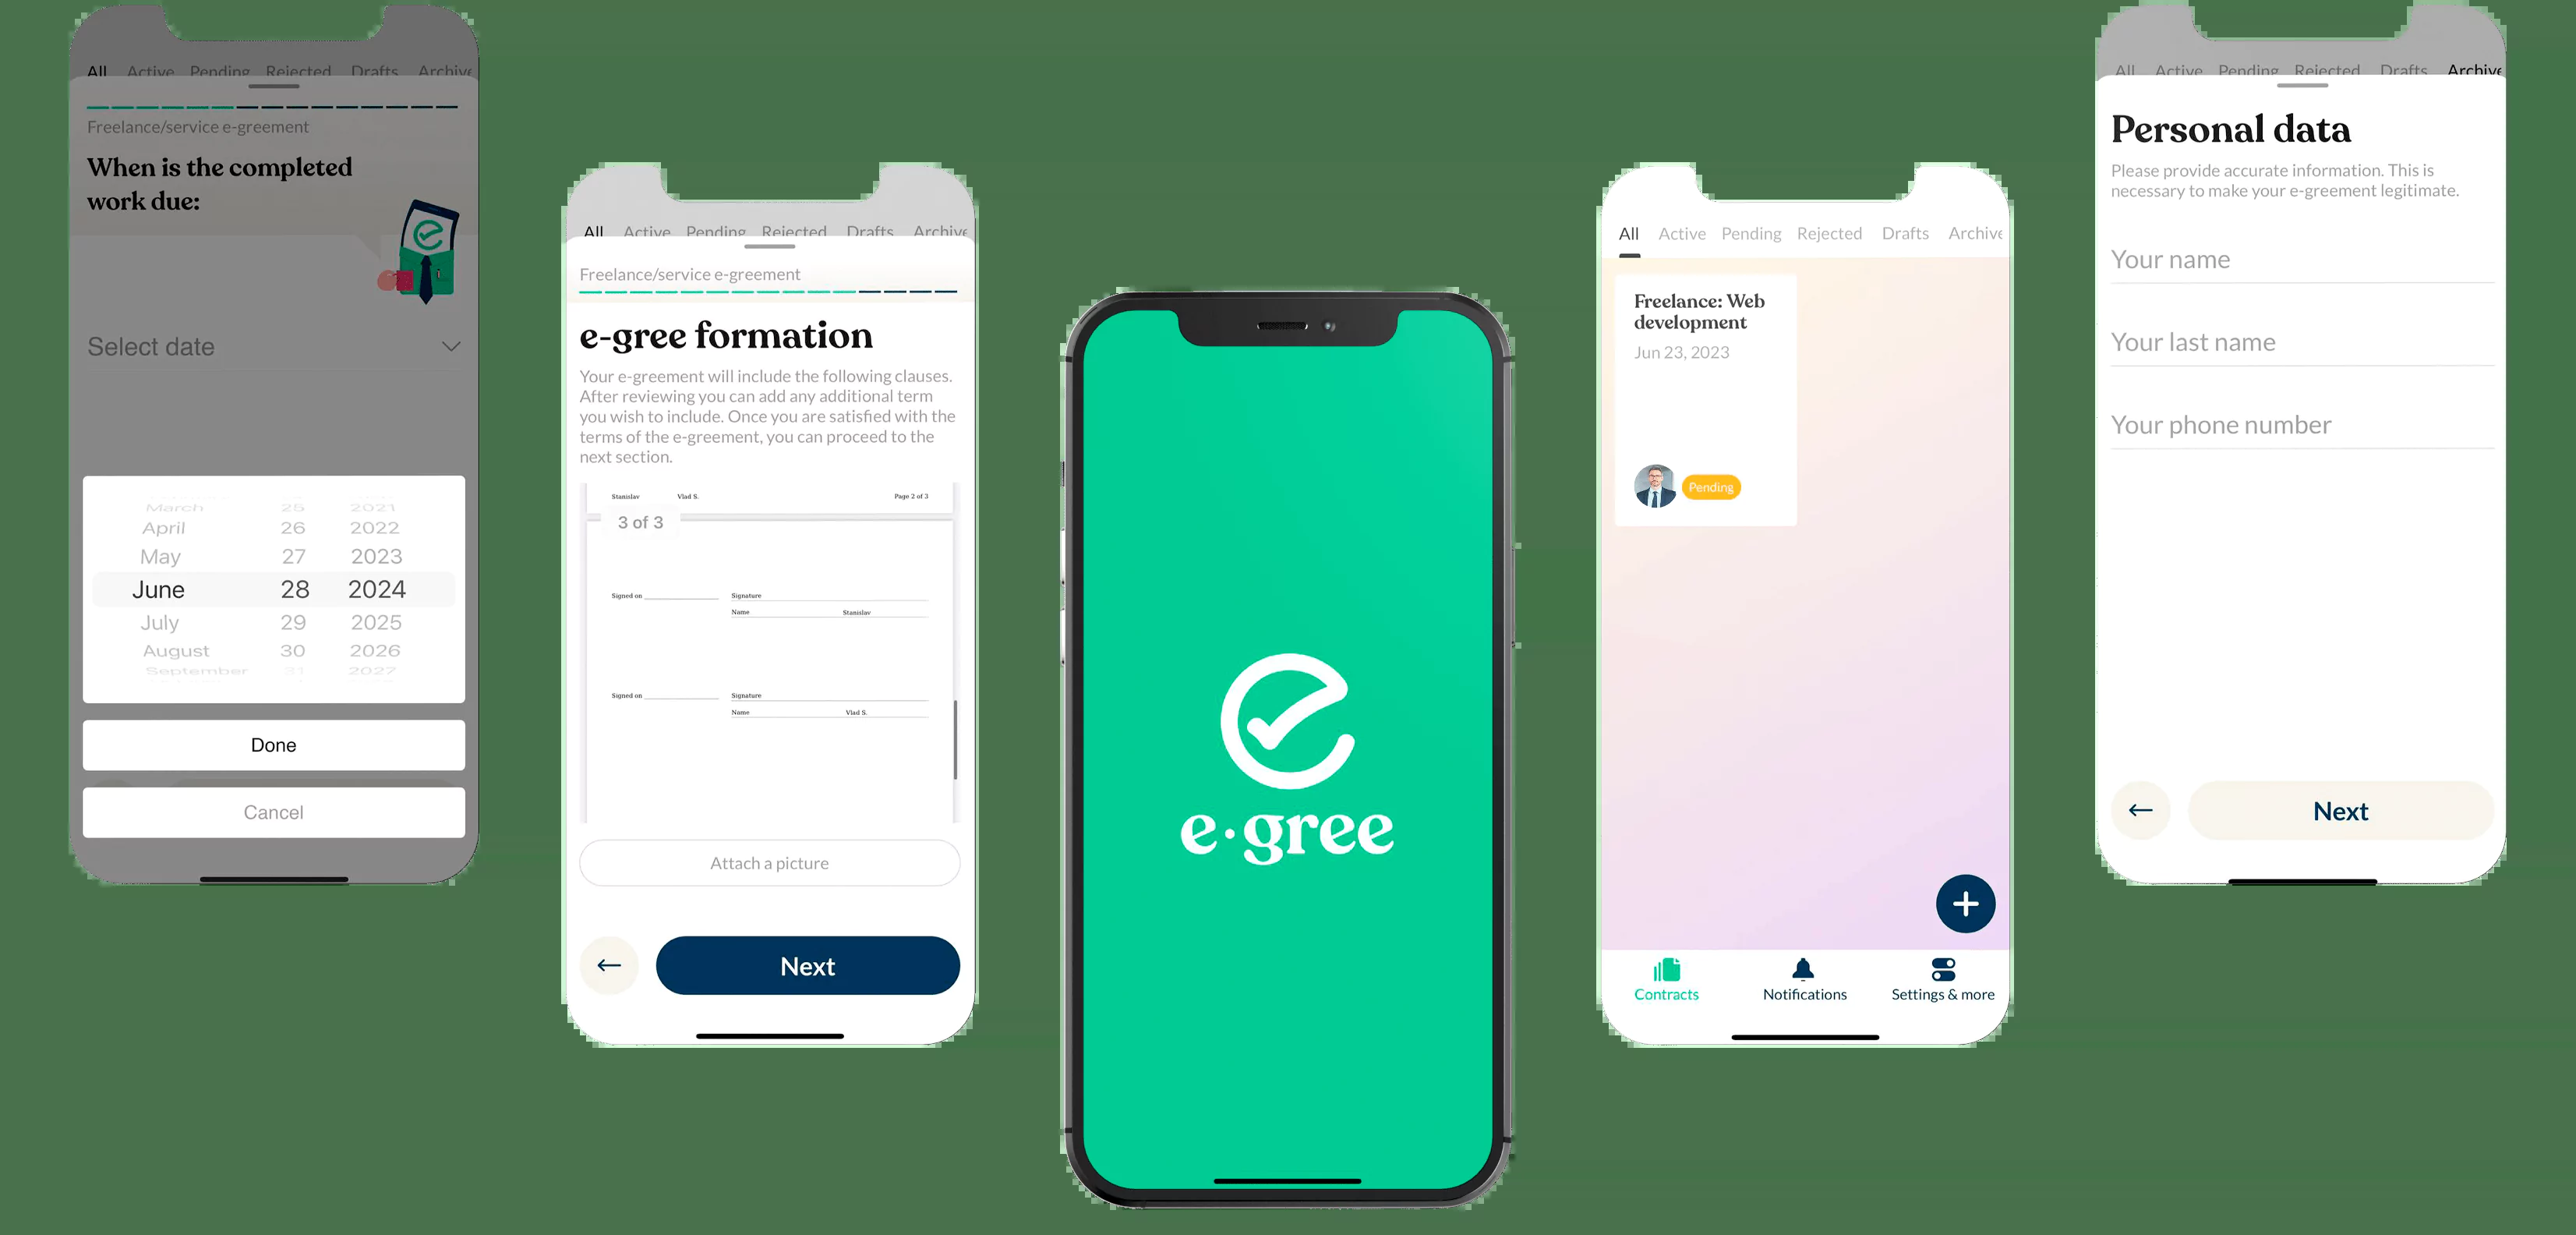 All Active Pending Rejected Drafts Archive
Freelance/service e-greement
When is the completed
work due:
Select date
March 25 2021
April 26 2022
May 27 2023
June 28 2024
July 29 2025
August 30 2026
September 31 2027
Done
Cancel
All Active Pending Rejected Drafts Archive
Freelance/service e-greement
e-gree formation
Your e-greement will include the following clauses.
After reviewing you can add any additional term
you wish to include. Once you are satisfied with the
terms of the e-greement, you can proceed to the
next section.
Stanislav Vlad S. Page 2 of 3
3 of 3
Signed on Signature
Name Stanislav
Signed on Signature
Name Vlad S.
Attach a picture
Next
e·gree
All Active Pending Rejected Drafts Archive
Freelance: Web
development
Jun 23, 2023
Pending
Contracts Notifications Settings & more
All Active Pending Rejected Drafts Archive
Personal data
Please provide accurate information. This is
necessary to make your e-greement legitimate.
Your name
Your last name
Your phone number
Next